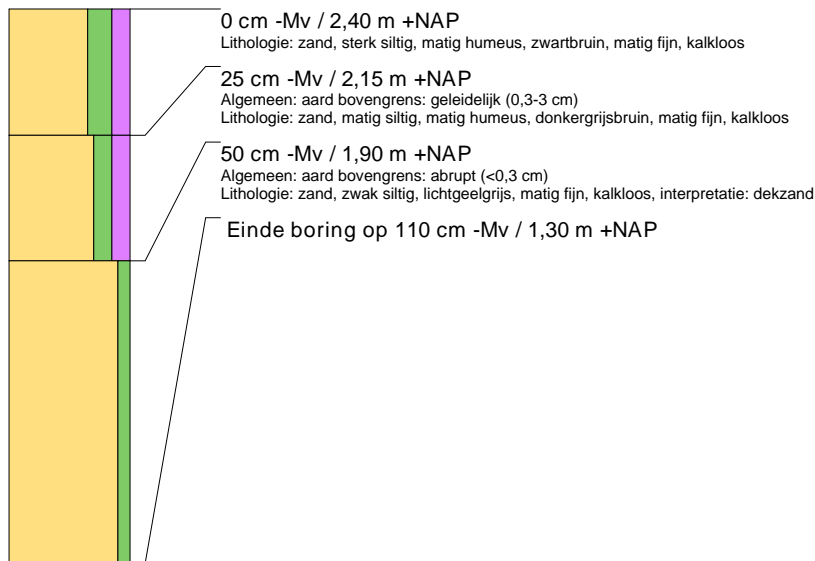 0 cm -Mv / 2,40 m +NAP
Lithologie: zand, sterk siltig, matig humeus, zwartbruin, matig fijn, kalkloos
25 cm -Mv / 2,15 m +NAP
Algemeen: aard bovengrens: geleidelijk (0,3-3 cm)
Lithologie: zand, matig siltig, matig humeus, donkergrijsbruin, matig fijn, kalkloos
50 cm -Mv / 1,90 m +NAP
Algemeen: aard bovengrens: abrupt (<0,3 cm)
Lithologie: zand, zwak siltig, lichtgeelgrijs, matig fijn, kalkloos, interpretatie: dekzand
Einde boring op 110 cm -Mv / 1,30 m +NAP